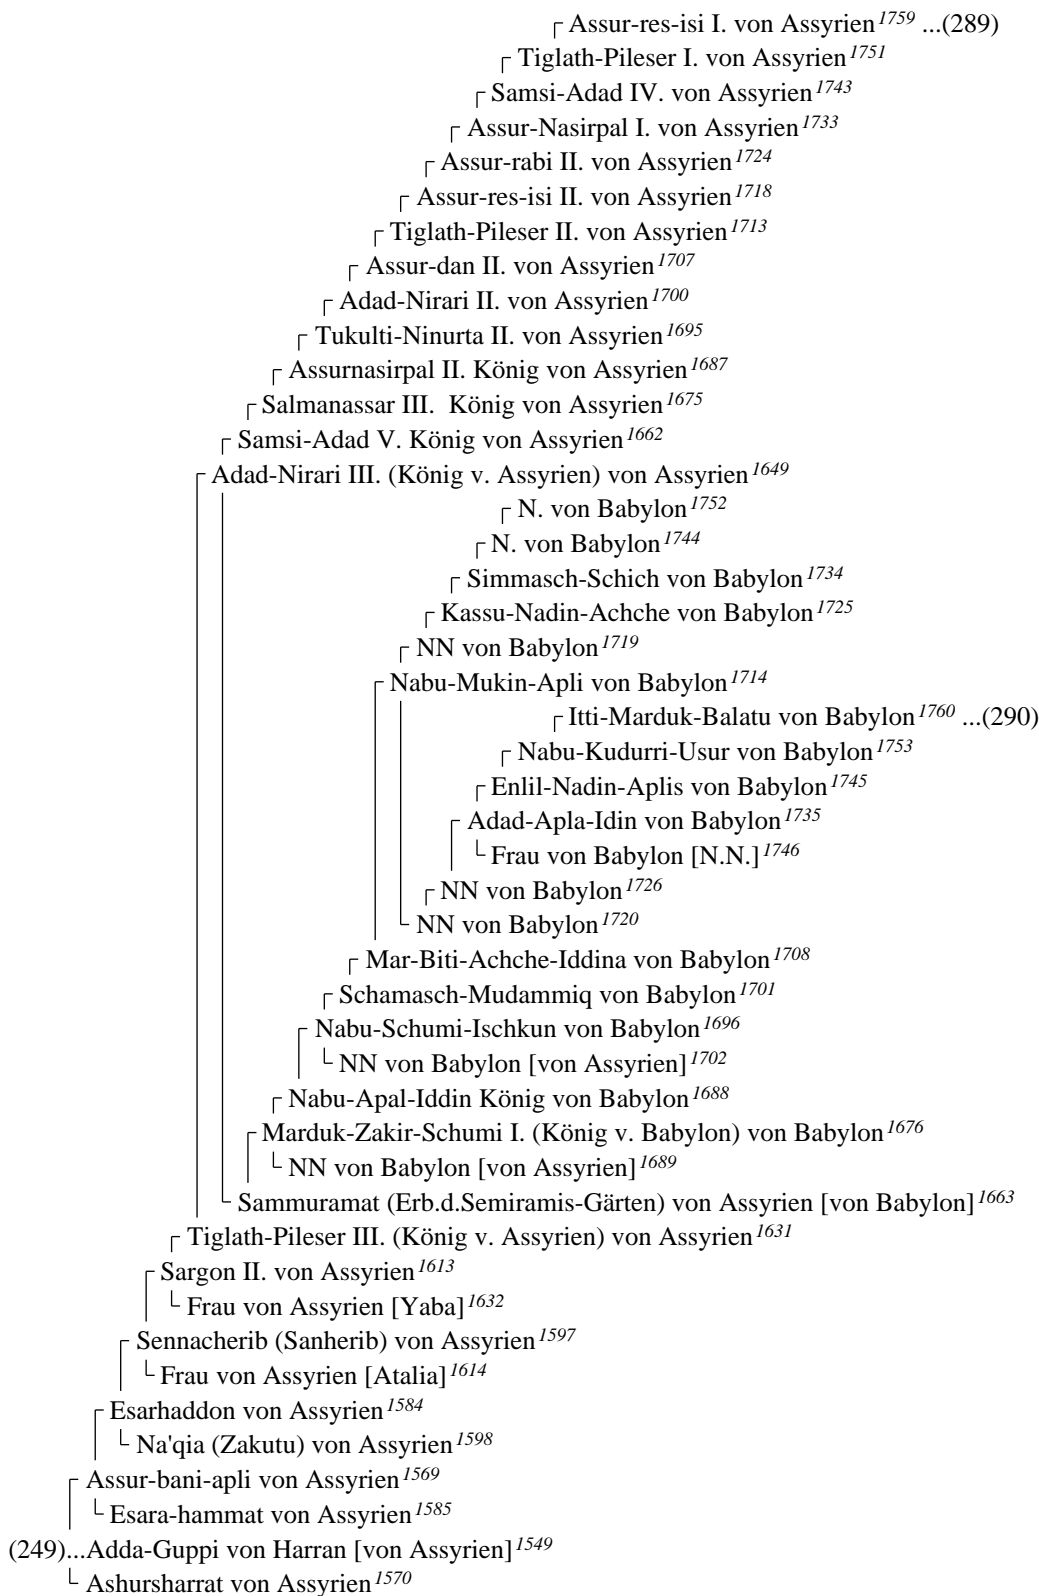 Assur-res-isi I. von Assyrien1759 ...(289)
Tiglath-Pileser I. von Assyrien1751
Samsi-Adad IV. von Assyrien1743
Assur-Nasirpal I. von Assyrien1733
Assur-rabi II. von Assyrien1724
Assur-res-isi II. von Assyrien1718
Tiglath-Pileser II. von Assyrien1713
Assur-dan II. von Assyrien1707
Adad-Nirari II. von Assyrien1700
Tukulti-Ninurta II. von Assyrien1695
Assurnasirpal II. König von Assyrien1687
Salmanassar III. König von Assyrien1675
Samsi-Adad V. König von Assyrien1662
Adad-Nirari III. (König v. Assyrien) von Assyrien1649
N. von Babylon1752
N. von Babylon1744
Simmasch-Schich von Babylon1734
Kassu-Nadin-Achche von Babylon1725
NN von Babylon1719
Nabu-Mukin-Apli von Babylon1714
Itti-Marduk-Balatu von Babylon1760 ...(290)
Nabu-Kudurri-Usur von Babylon1753
Enlil-Nadin-Aplis von Babylon1745
Adad-Apla-Idin von Babylon1735
Frau von Babylon [N.N.]1746
NN von Babylon1726
NN von Babylon1720
Mar-Biti-Achche-Iddina von Babylon1708
Schamasch-Mudammiq von Babylon1701
Nabu-Schumi-Ischkun von Babylon1696
NN von Babylon [von Assyrien]1702
Nabu-Apal-Iddin König von Babylon1688
Marduk-Zakir-Schumi I. (König v. Babylon) von Babylon1676
NN von Babylon [von Assyrien]1689
Sammuramat (Erb.d.Semiramis-Gärten) von Assyrien [von Babylon]1663
Tiglath-Pileser III. (König v. Assyrien) von Assyrien1631
Sargon II. von Assyrien1613
Frau von Assyrien [Yaba]1632
Sennacherib (Sanherib) von Assyrien1597
Frau von Assyrien [Atalia]1614
Esarhaddon von Assyrien1584
Na'qia (Zakutu) von Assyrien1598
Assur-bani-apli von Assyrien1569
Esara-hammat von Assyrien1585
(249)...Adda-Guppi von Harran [von Assyrien]1549
Ashursharrat von Assyrien1570